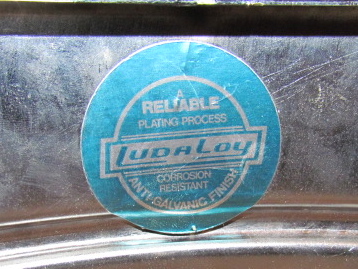 A
RELIABLE
PLATING PROCESS
LUDALOY
CORROSION
RESISTANT
ANTI-GALVANIC FINISH